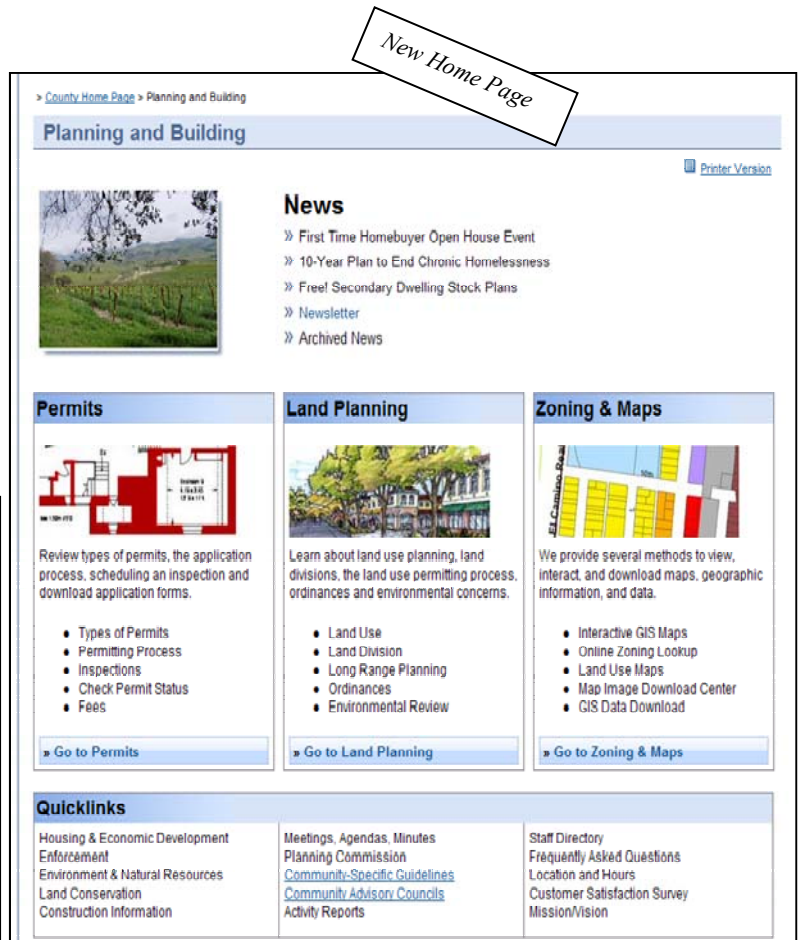 New Home Page
» County Home Page > Planning and Building
Planning and Building
Printer Version
News
» First Time Homebuyer Open House Event
» 10-Year Plan to End Chronic Homelessness
» Free! Secondary Dwelling Stock Plans
» Newsletter
» Archived News
Permits
Review types of permits, the application
process, scheduling an inspection and
download application forms.
• Types of Permits
• Permitting Process
• Inspections
• Check Permit Status
• Fees
» Go to Permits
Land Planning
Learn about land use planning, land
divisions, the land use permitting process,
ordinances and environmental concerns.
• Land Use
• Land Division
• Long Range Planning
• Ordinances
• Environmental Review
» Go to Land Planning
Zoning & Maps
El Camino Real
We provide several methods to view,
interact, and download maps, geographic
information, and data.
• Interactive GIS Maps
• Online Zoning Lookup
• Land Use Maps
• Map Image Download Center
• GIS Data Download
» Go to Zoning & Maps
Quicklinks
Housing & Economic Development
Enforcement
Environment & Natural Resources
Land Conservation
Construction Information
Meetings, Agendas, Minutes
Planning Commission
Community-Specific Guidelines
Community Advisory Councils
Activity Reports
Staff Directory
Frequently Asked Questions
Location and Hours
Customer Satisfaction Survey
Mission/Vision